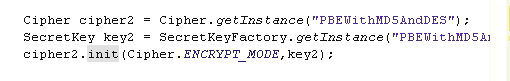 Cipher cipher2 = Cipher.getInstance("PBEWithMD5AndDES");
SecretKey key2 = SecretKeyFactory.getInstance("PBEWithMD5A
cipher2.init(Cipher.ENCRYPT_MODE,key2);